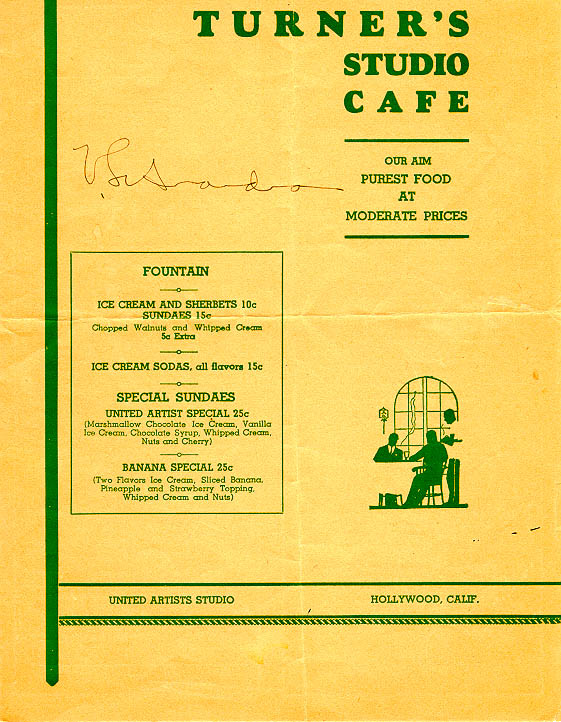 TURNER'S
STUDIO
CAFE
OUR AIM
PUREST FOOD
AT
MODERATE PRICES
FOUNTAIN
ICE CREAM AND SHERBETS 10c
SUNDAES 15c
Chopped Walnuts and Whipped Cream
5c Extra
ICE CREAM SODAS, all flavors 15c
SPECIAL SUNDAES
UNITED ARTIST SPECIAL 25c
(Marshmallow Chocolate Ice Cream, Vanilla
Ice Cream, Chocolate Syrup, Whipped Cream,
Nuts and Cherry)
BANANA SPECIAL 25c
(Two Flavors Ice Cream, Sliced Banana,
Pineapple and Strawberry Topping,
Whipped Cream and Nuts)
UNITED ARTISTS STUDIO
HOLLYWOOD, CALIF.